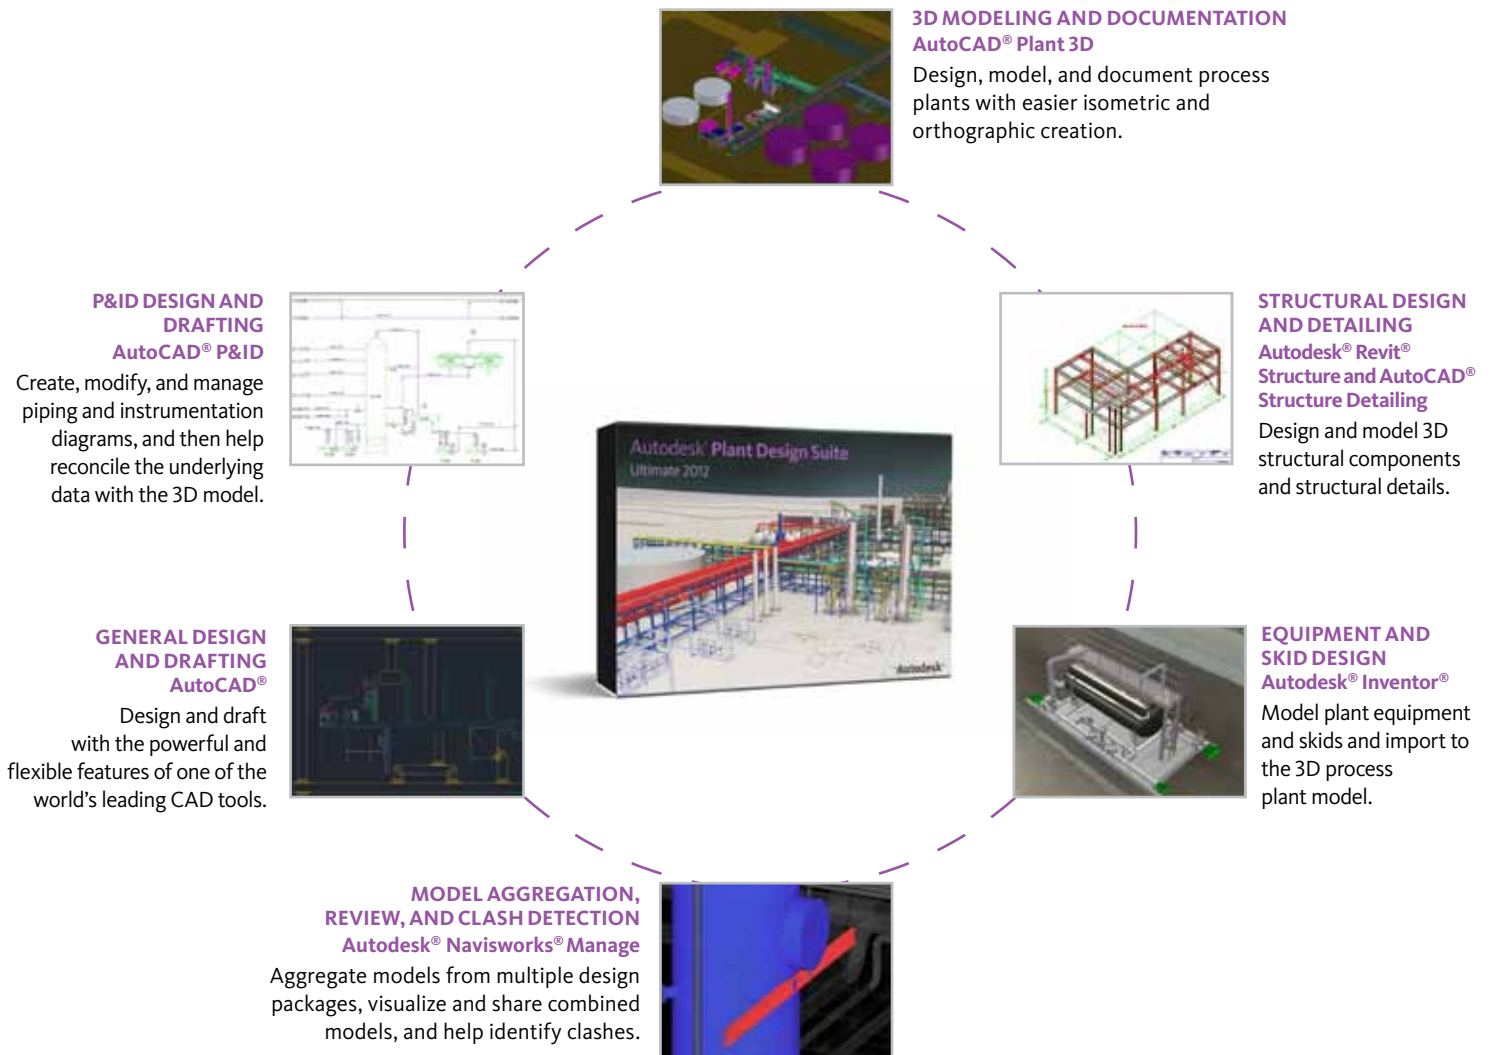 3D MODELING AND DOCUMENTATION
AutoCAD® Plant 3D
Design, model, and document process
plants with easier isometric and
orthographic creation.
P&ID DESIGN AND
DRAFTING
AutoCAD® P&ID
Create, modify, and manage
piping and instrumentation
diagrams, and then help
reconcile the underlying
data with the 3D model.
STRUCTURAL DESIGN
AND DETAILING
Autodesk® Revit®
Structure and AutoCAD®
Structure Detailing
Design and model 3D
structural components
and structural details.
Autodesk® Plant Design Suite
Ultimate 2012
Autodesk®
GENERAL DESIGN
AND DRAFTING
AutoCAD®
Design and draft
with the powerful and
flexible features of one of the
world’s leading CAD tools.
EQUIPMENT AND
SKID DESIGN
Autodesk® Inventor®
Model plant equipment
and skids and import to
the 3D process
plant model.
MODEL AGGREGATION,
REVIEW, AND CLASH DETECTION
Autodesk® Navisworks® Manage
Aggregate models from multiple design
packages, visualize and share combined
models, and help identify clashes.